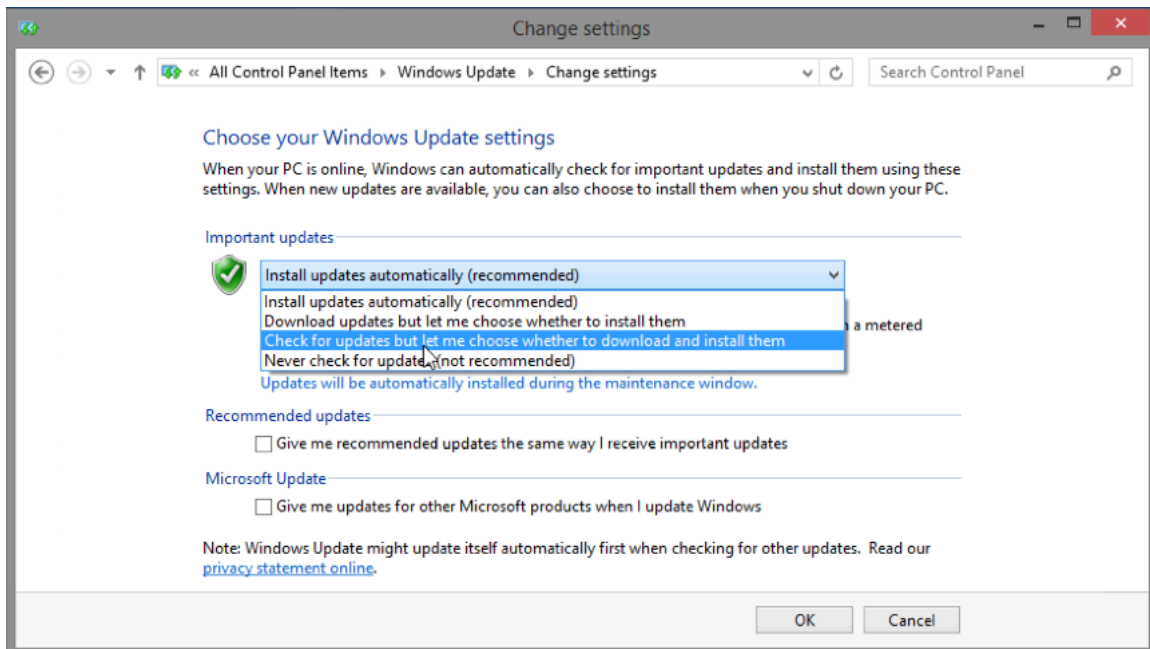 Change settings
« All Control Panel Items ▸ Windows Update ▸ Change settings
Search Control Panel
Choose your Windows Update settings
When your PC is online, Windows can automatically check for important updates and install them using these
settings. When new updates are available, you can also choose to install them when you shut down your PC.
Important updates
Install updates automatically (recommended)
Install updates automatically (recommended)
Download updates but let me choose whether to install them
a metered
Check for updates but let me choose whether to download and install them
Never check for updates (not recommended)
Updates will be automatically installed during the maintenance window.
Recommended updates
Give me recommended updates the same way I receive important updates
Microsoft Update
Give me updates for other Microsoft products when I update Windows
Note: Windows Update might update itself automatically first when checking for other updates. Read our
privacy statement online.
OK Cancel